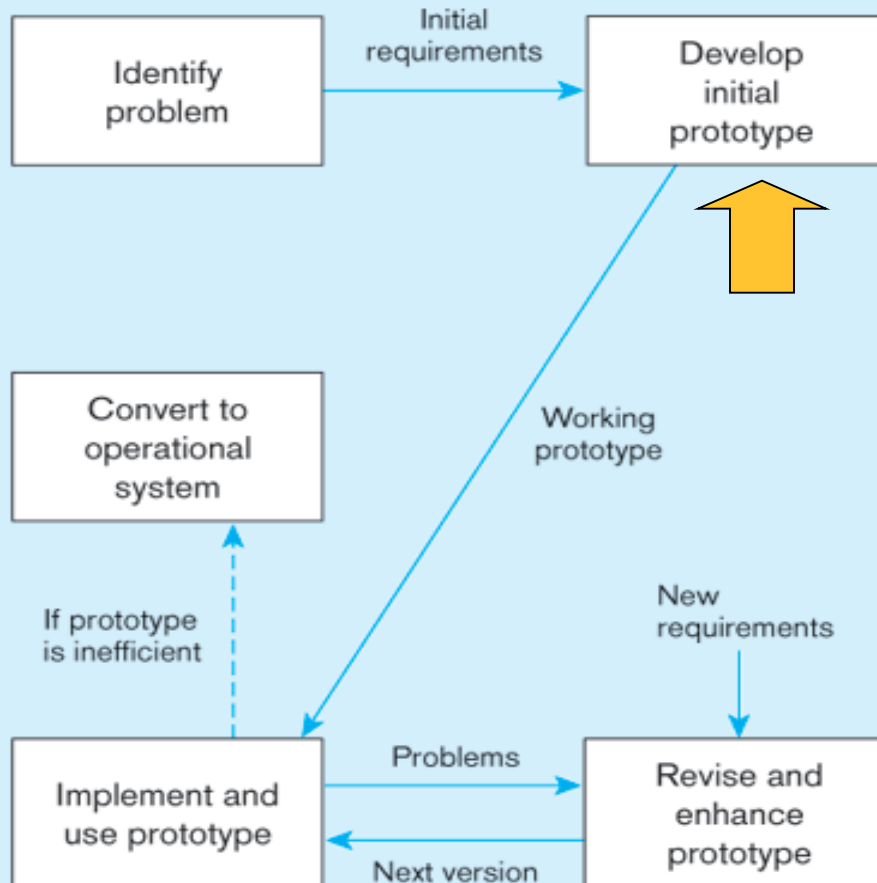 Identify
problem
Initial
requirements
Develop
initial
prototype
Convert to
operational
system
Working
prototype
If prototype
is inefficient
New
requirements
Implement and
use prototype
Problems
Next version
Revise and
enhance
prototype